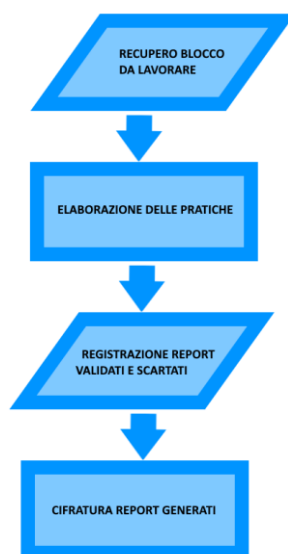 RECUPERO BLOCCO
DA LAVORARE
ELABORAZIONE DELLE PRATICHE
REGISTRAZIONE REPORT
VALIDATI E SCARTATI
CIFRATURA REPORT GENERATI